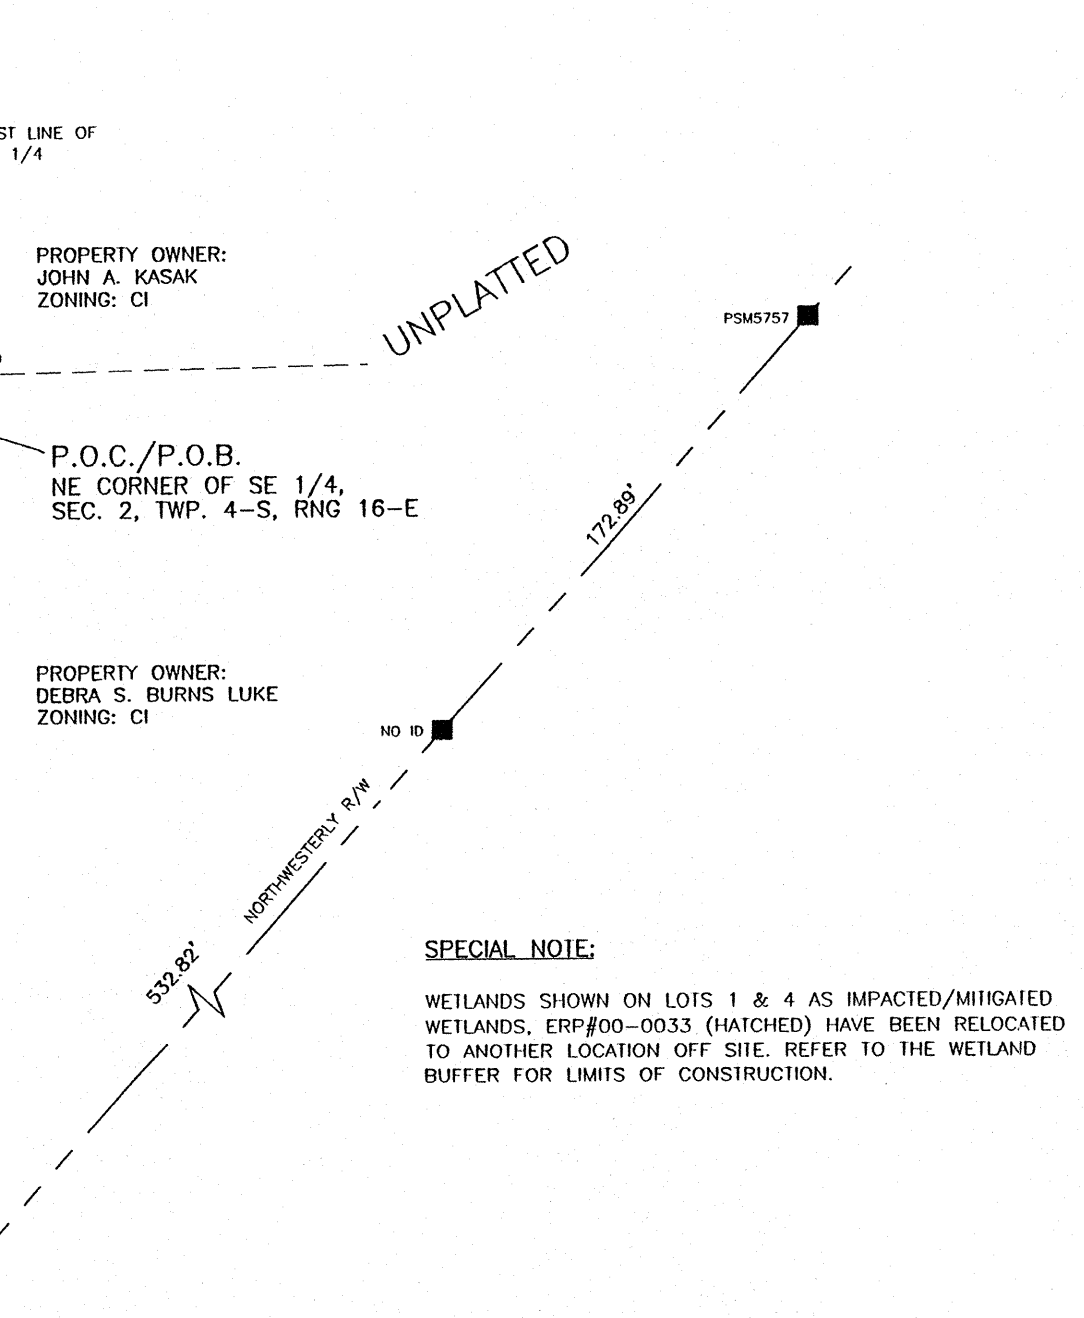 ST LINE OF
1/4
PROPERTY OWNER:
JOHN A. KASAK
ZONING: CI
UNPLATTED
PSM5757
P.O.C./P.O.B.
NE CORNER OF SE 1/4,
SEC. 2, TWP. 4-S, RNG 16-E
172.89'
PROPERTY OWNER:
DEBRA S. BURNS LUKE
ZONING: CI
NO ID
NORTHWESTERLY R/W
532.82'
SPECIAL NOTE:
WETLANDS SHOWN ON LOTS 1 & 4 AS IMPACTED/MITIGATED
WETLANDS, ERP#00-0033 (HATCHED) HAVE BEEN RELOCATED
TO ANOTHER LOCATION OFF SITE. REFER TO THE WETLAND
BUFFER FOR LIMITS OF CONSTRUCTION.